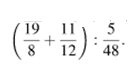 (19/8 + 11/12) : 5/48.